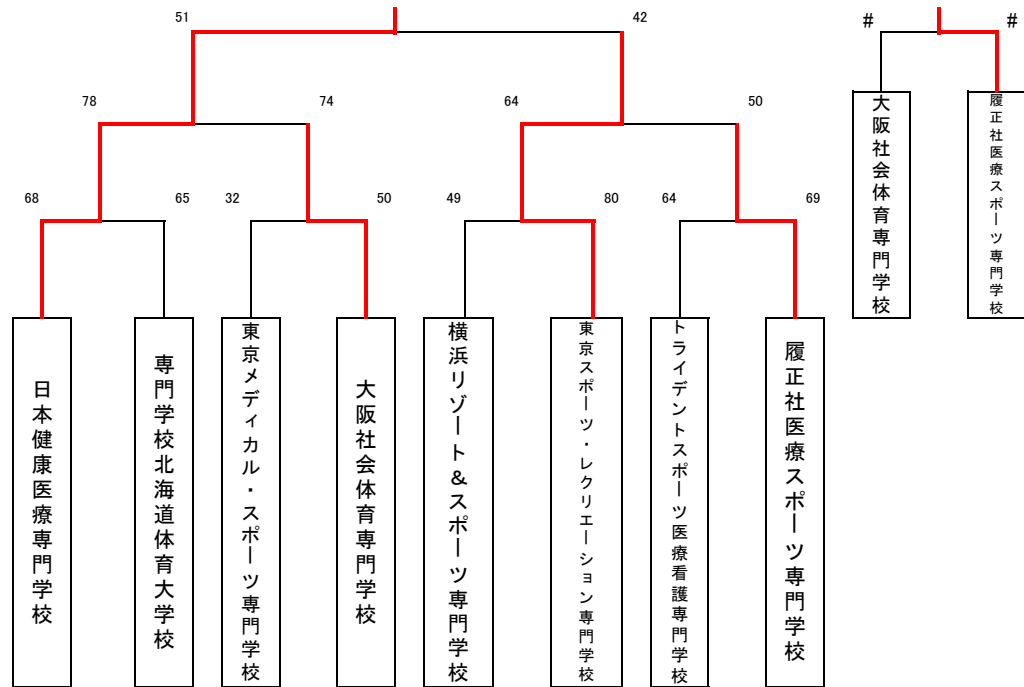 51
42
#
#
78
74
64
50
大阪社会体育専門学校
履正社医療スポーツ専門学校
68
65
32
50
49
80
64
69
日本健康医療専門学校
専門学校北海道体育大学校
東京メディカル・スポーツ専門学校
大阪社会体育専門学校
横浜リゾート&スポーツ専門学校
東京スポーツ・レクリエーション専門学校
トライデントスポーツ医療看護専門学校
履正社医療スポーツ専門学校